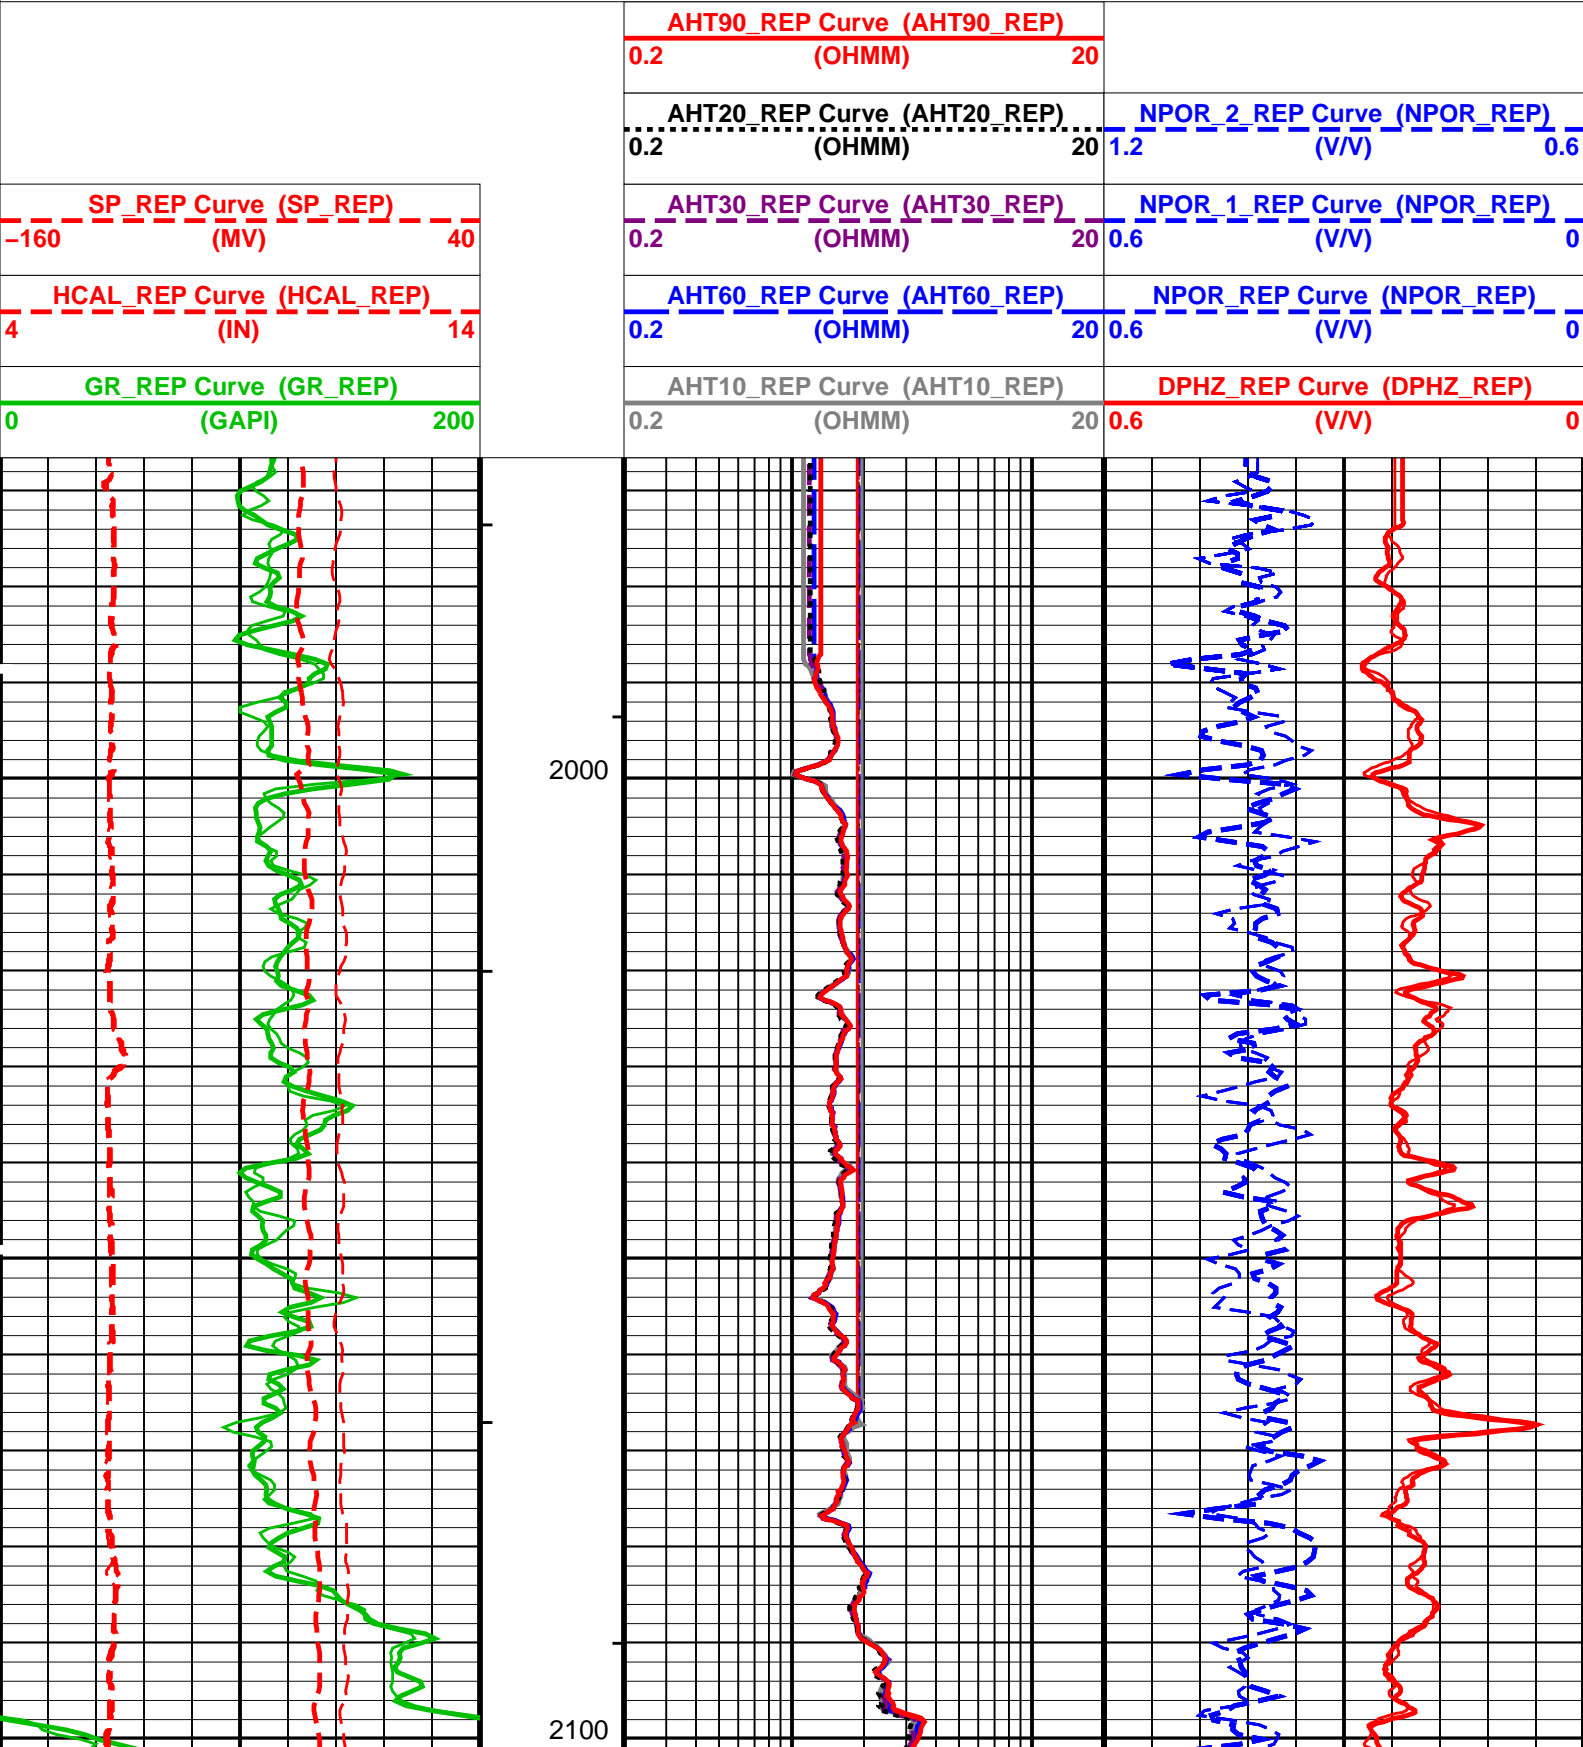 AHT90_REP Curve (AHT90_REP)
0.2 (OHMM) 20
AHT20_REP Curve (AHT20_REP)
0.2 (OHMM) 20
NPOR_2_REP Curve (NPOR_REP)
1.2 (V/V) 0.6
SP_REP Curve (SP_REP)
−160 (MV) 40
AHT30_REP Curve (AHT30_REP)
0.2 (OHMM) 20
NPOR_1_REP Curve (NPOR_REP)
0.6 (V/V) 0
HCAL_REP Curve (HCAL_REP)
4 (IN) 14
AHT60_REP Curve (AHT60_REP)
0.2 (OHMM) 20
NPOR_REP Curve (NPOR_REP)
0.6 (V/V) 0
GR_REP Curve (GR_REP)
0 (GAPI) 200
AHT10_REP Curve (AHT10_REP)
0.2 (OHMM) 20
DPHZ_REP Curve (DPHZ_REP)
0.6 (V/V) 0
2000
2100